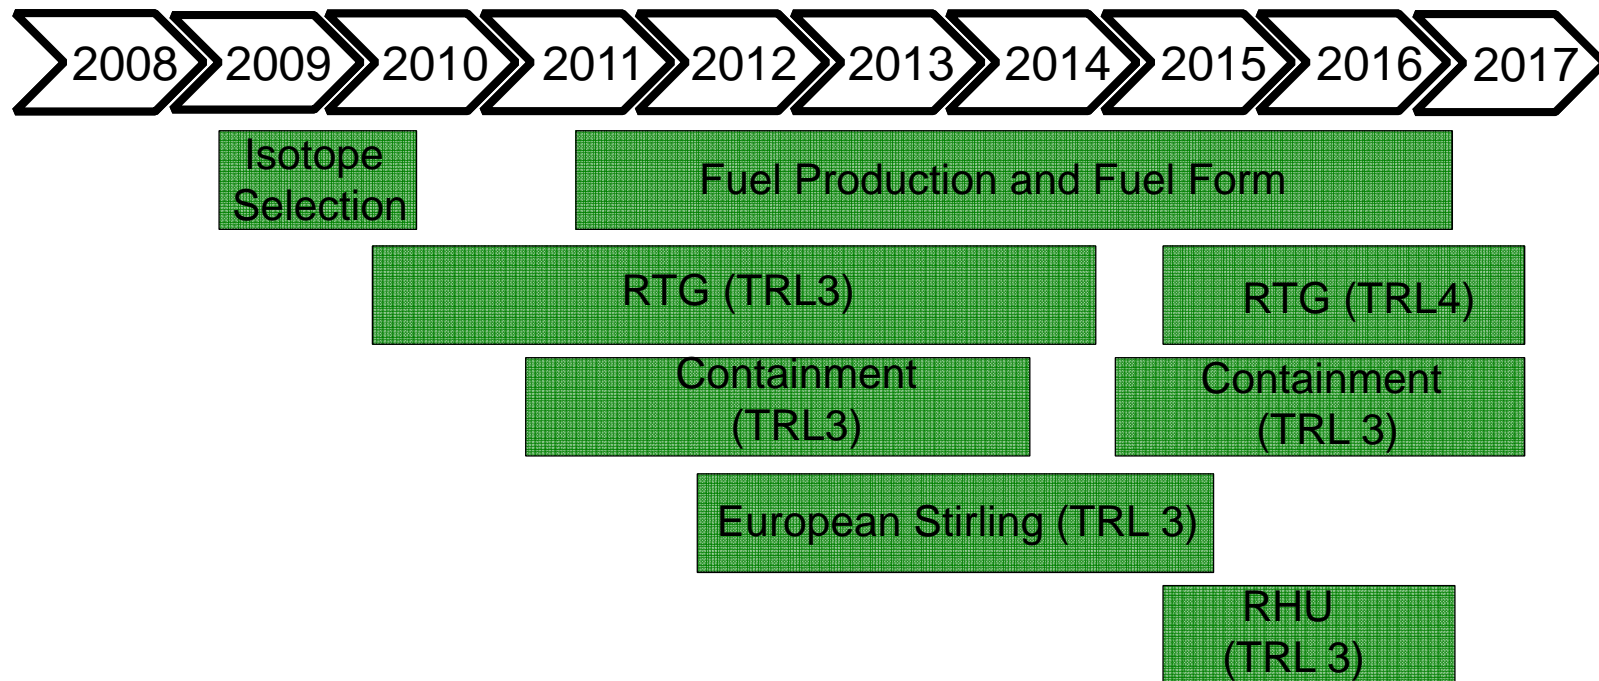 2008 2009 2010 2011 2012 2013 2014 2015 2016 2017
Isotope
Selection
Fuel Production and Fuel Form
RTG (TRL3)
RTG (TRL4)
Containment
(TRL3)
Containment
(TRL 3)
European Stirling (TRL 3)
RHU
(TRL 3)